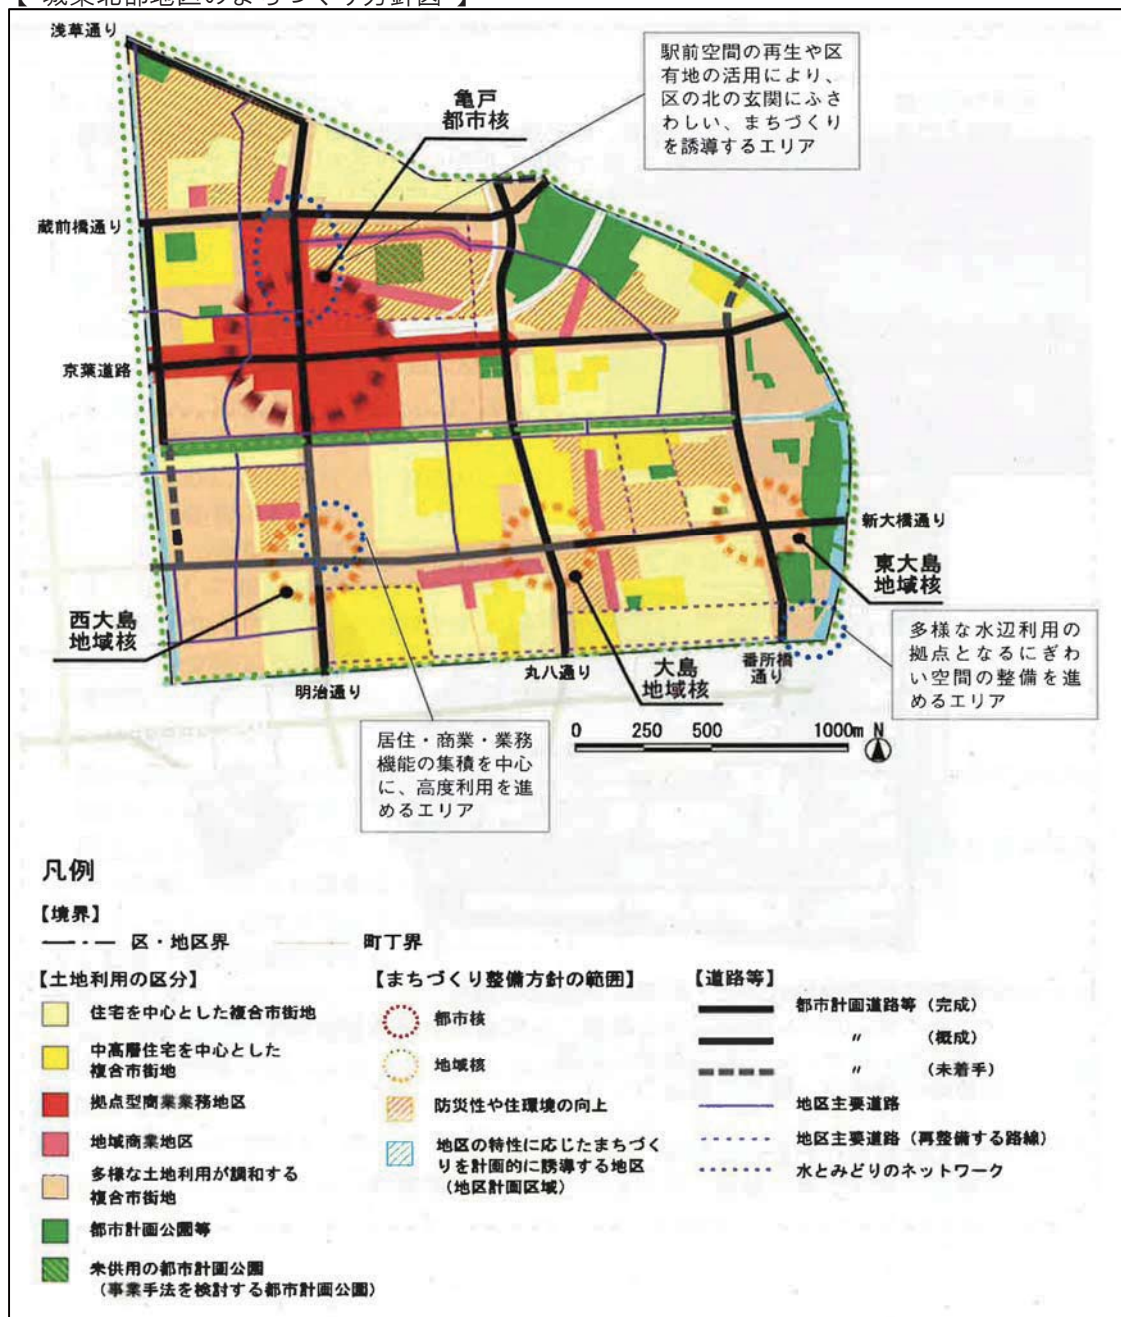 【 城東北部地区のまちづくり方針図 】
浅草通り
駅前空間の再生や区
有地の活用により、
区の北の玄関にふさ
わしい、まちづくり
を誘導するエリア
亀戸
都市核
蔵前橋通り
京葉道路
新大橋通り
東大島
地域核
西大島
地域核
多様な水辺利用の
拠点となるにぎわ
い空間の整備を進
めるエリア
明治通り
丸八通り
大島
地域核
番所橋
通り
居住・商業・業務
機能の集積を中心
に、高度利用を進
めるエリア
0 250 500 1000m N
凡例
【境界】
区・地区界
町丁界
【土地利用の区分】
住宅を中心とした複合市街地
中高層住宅を中心とした
複合市街地
拠点型商業業務地区
地域商業地区
多様な土地利用が調和する
複合市街地
都市計画公園等
未供用の都市計画公園
(事業手法を検討する都市計画公園)
【まちづくり整備方針の範囲】
都市核
地域核
防災性や住環境の向上
地区の特性に応じたまちづく
りを計画的に誘導する地区
(地区計画区域)
【道路等】
都市計画道路等 (完成)
〃 (概成)
〃 (未着手)
地区主要道路
地区主要道路 (再整備する路線)
水とみどりのネットワーク